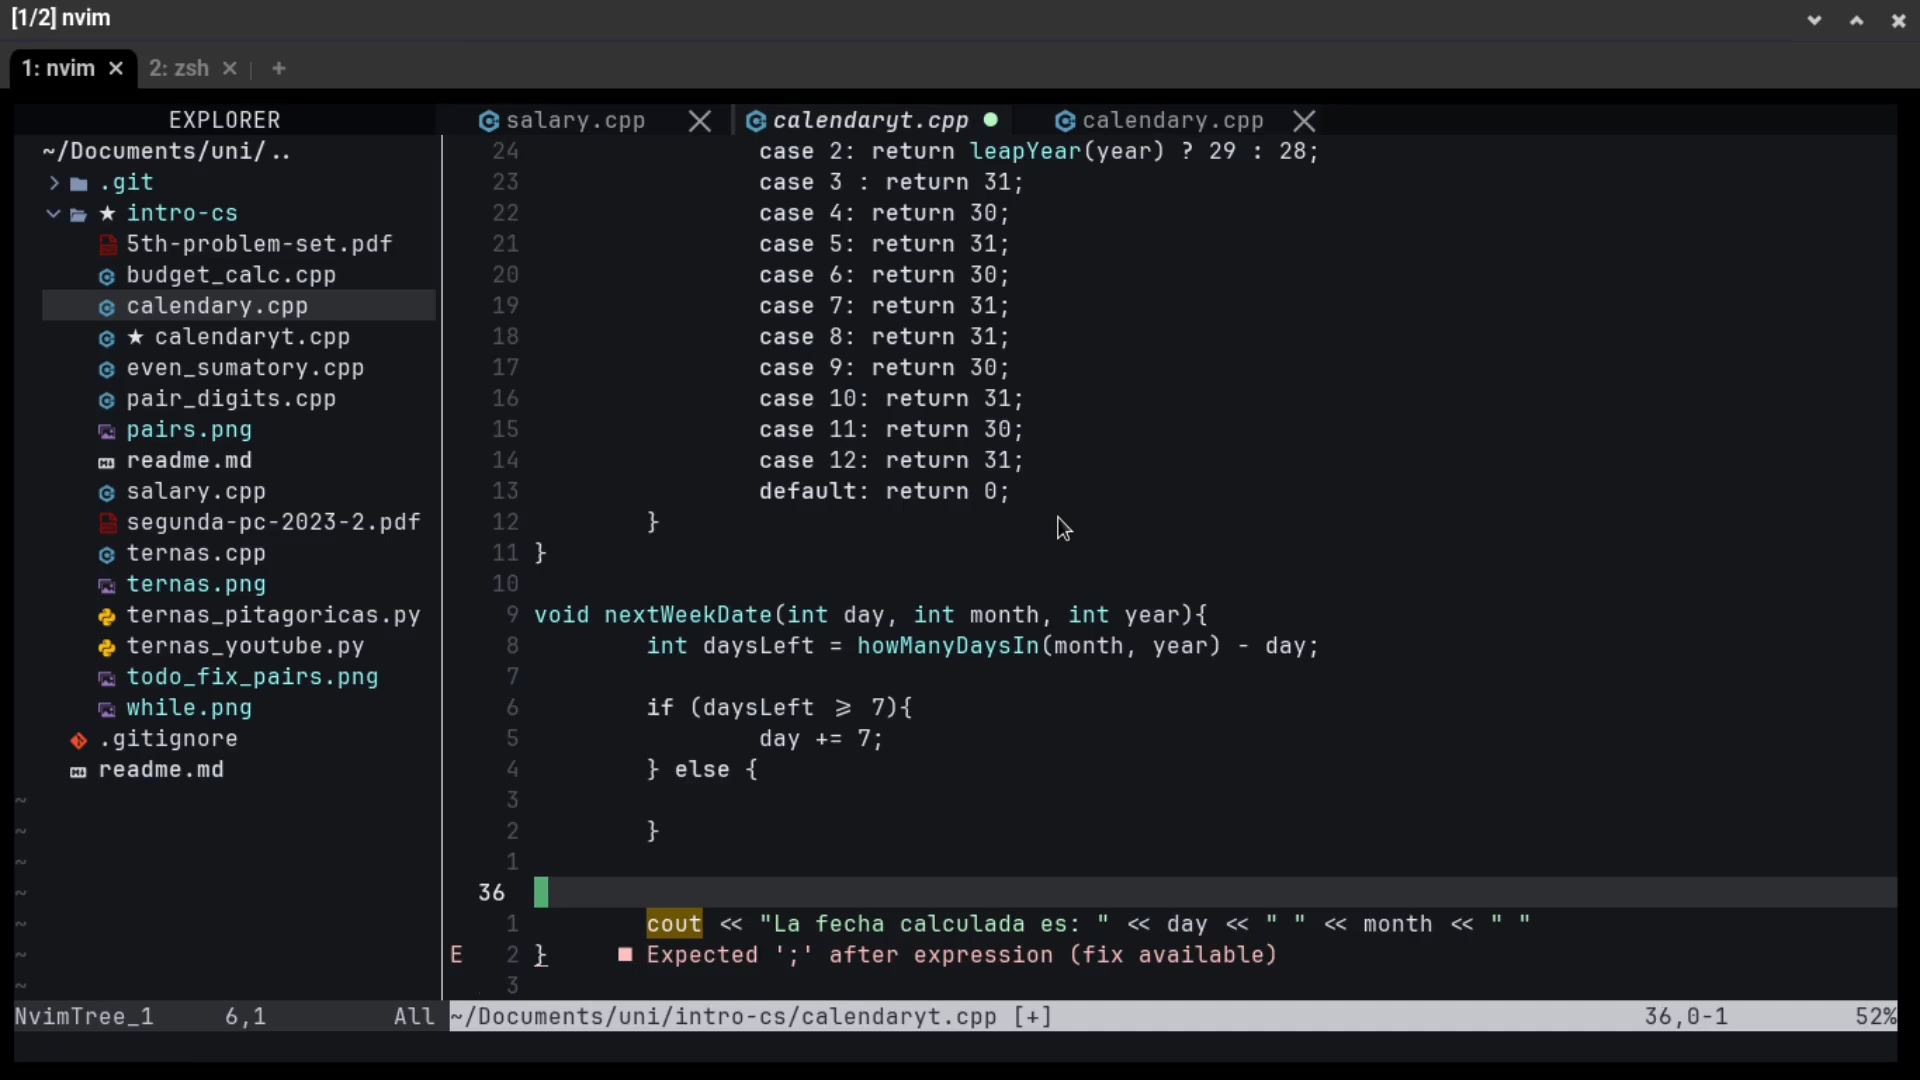 [1/2] nvim
1: nvim × 2: zsh × +
EXPLORER
~/Documents/uni/..
.git
★ intro-cs
5th-problem-set.pdf
budget_calc.cpp
calendary.cpp
★ calendaryt.cpp
even_sumatory.cpp
pair_digits.cpp
pairs.png
readme.md
salary.cpp
segunda-pc-2023-2.pdf
ternas.cpp
ternas.png
ternas_pitagoricas.py
ternas_youtube.py
todo_fix_pairs.png
while.png
.gitignore
readme.md
~
~
~
~
~
~
~
NvimTree_1 6,1 All
salary.cpp × calendaryt.cpp ● calendary.cpp ×
24 case 2: return leapYear(year) ? 29 : 28;
23 case 3 : return 31;
22 case 4: return 30;
21 case 5: return 31;
20 case 6: return 30;
19 case 7: return 31;
18 case 8: return 31;
17 case 9: return 30;
16 case 10: return 31;
15 case 11: return 30;
14 case 12: return 31;
13 default: return 0;
12 }
11 }
10
9 void nextWeekDate(int day, int month, int year){
8 int daysLeft = howManyDaysIn(month, year) - day;
7
6 if (daysLeft ⩾ 7){
5 day += 7;
4 } else {
3
2 }
1
36
1 cout << "La fecha calculada es: " << day << " " << month << " "
E 2 } ■ Expected ';' after expression (fix available)
3
~/Documents/uni/intro-cs/calendaryt.cpp [+] 36,0-1 52%